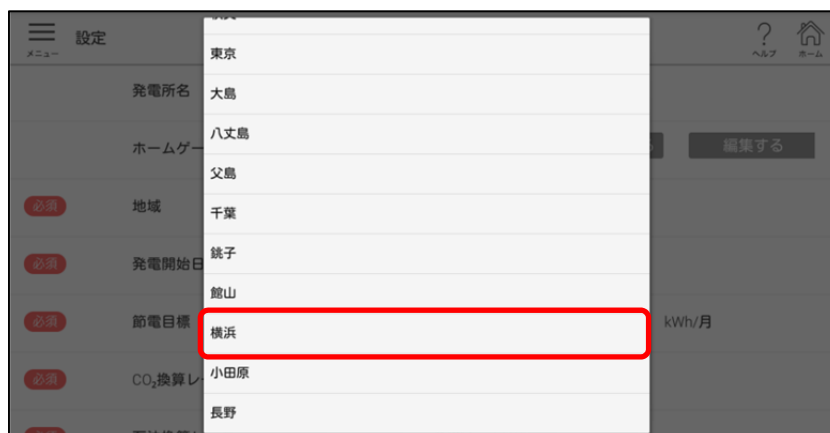 設定
メニュー
ヘルプ
ホーム
東京
発電所名
大島
八丈島
ホームゲー
編集する
父島
必須
地域
千葉
必須
発電開始日
銚子
館山
必須
節電目標
kWh/月
横浜
必須
CO₂換算レ
小田原
長野